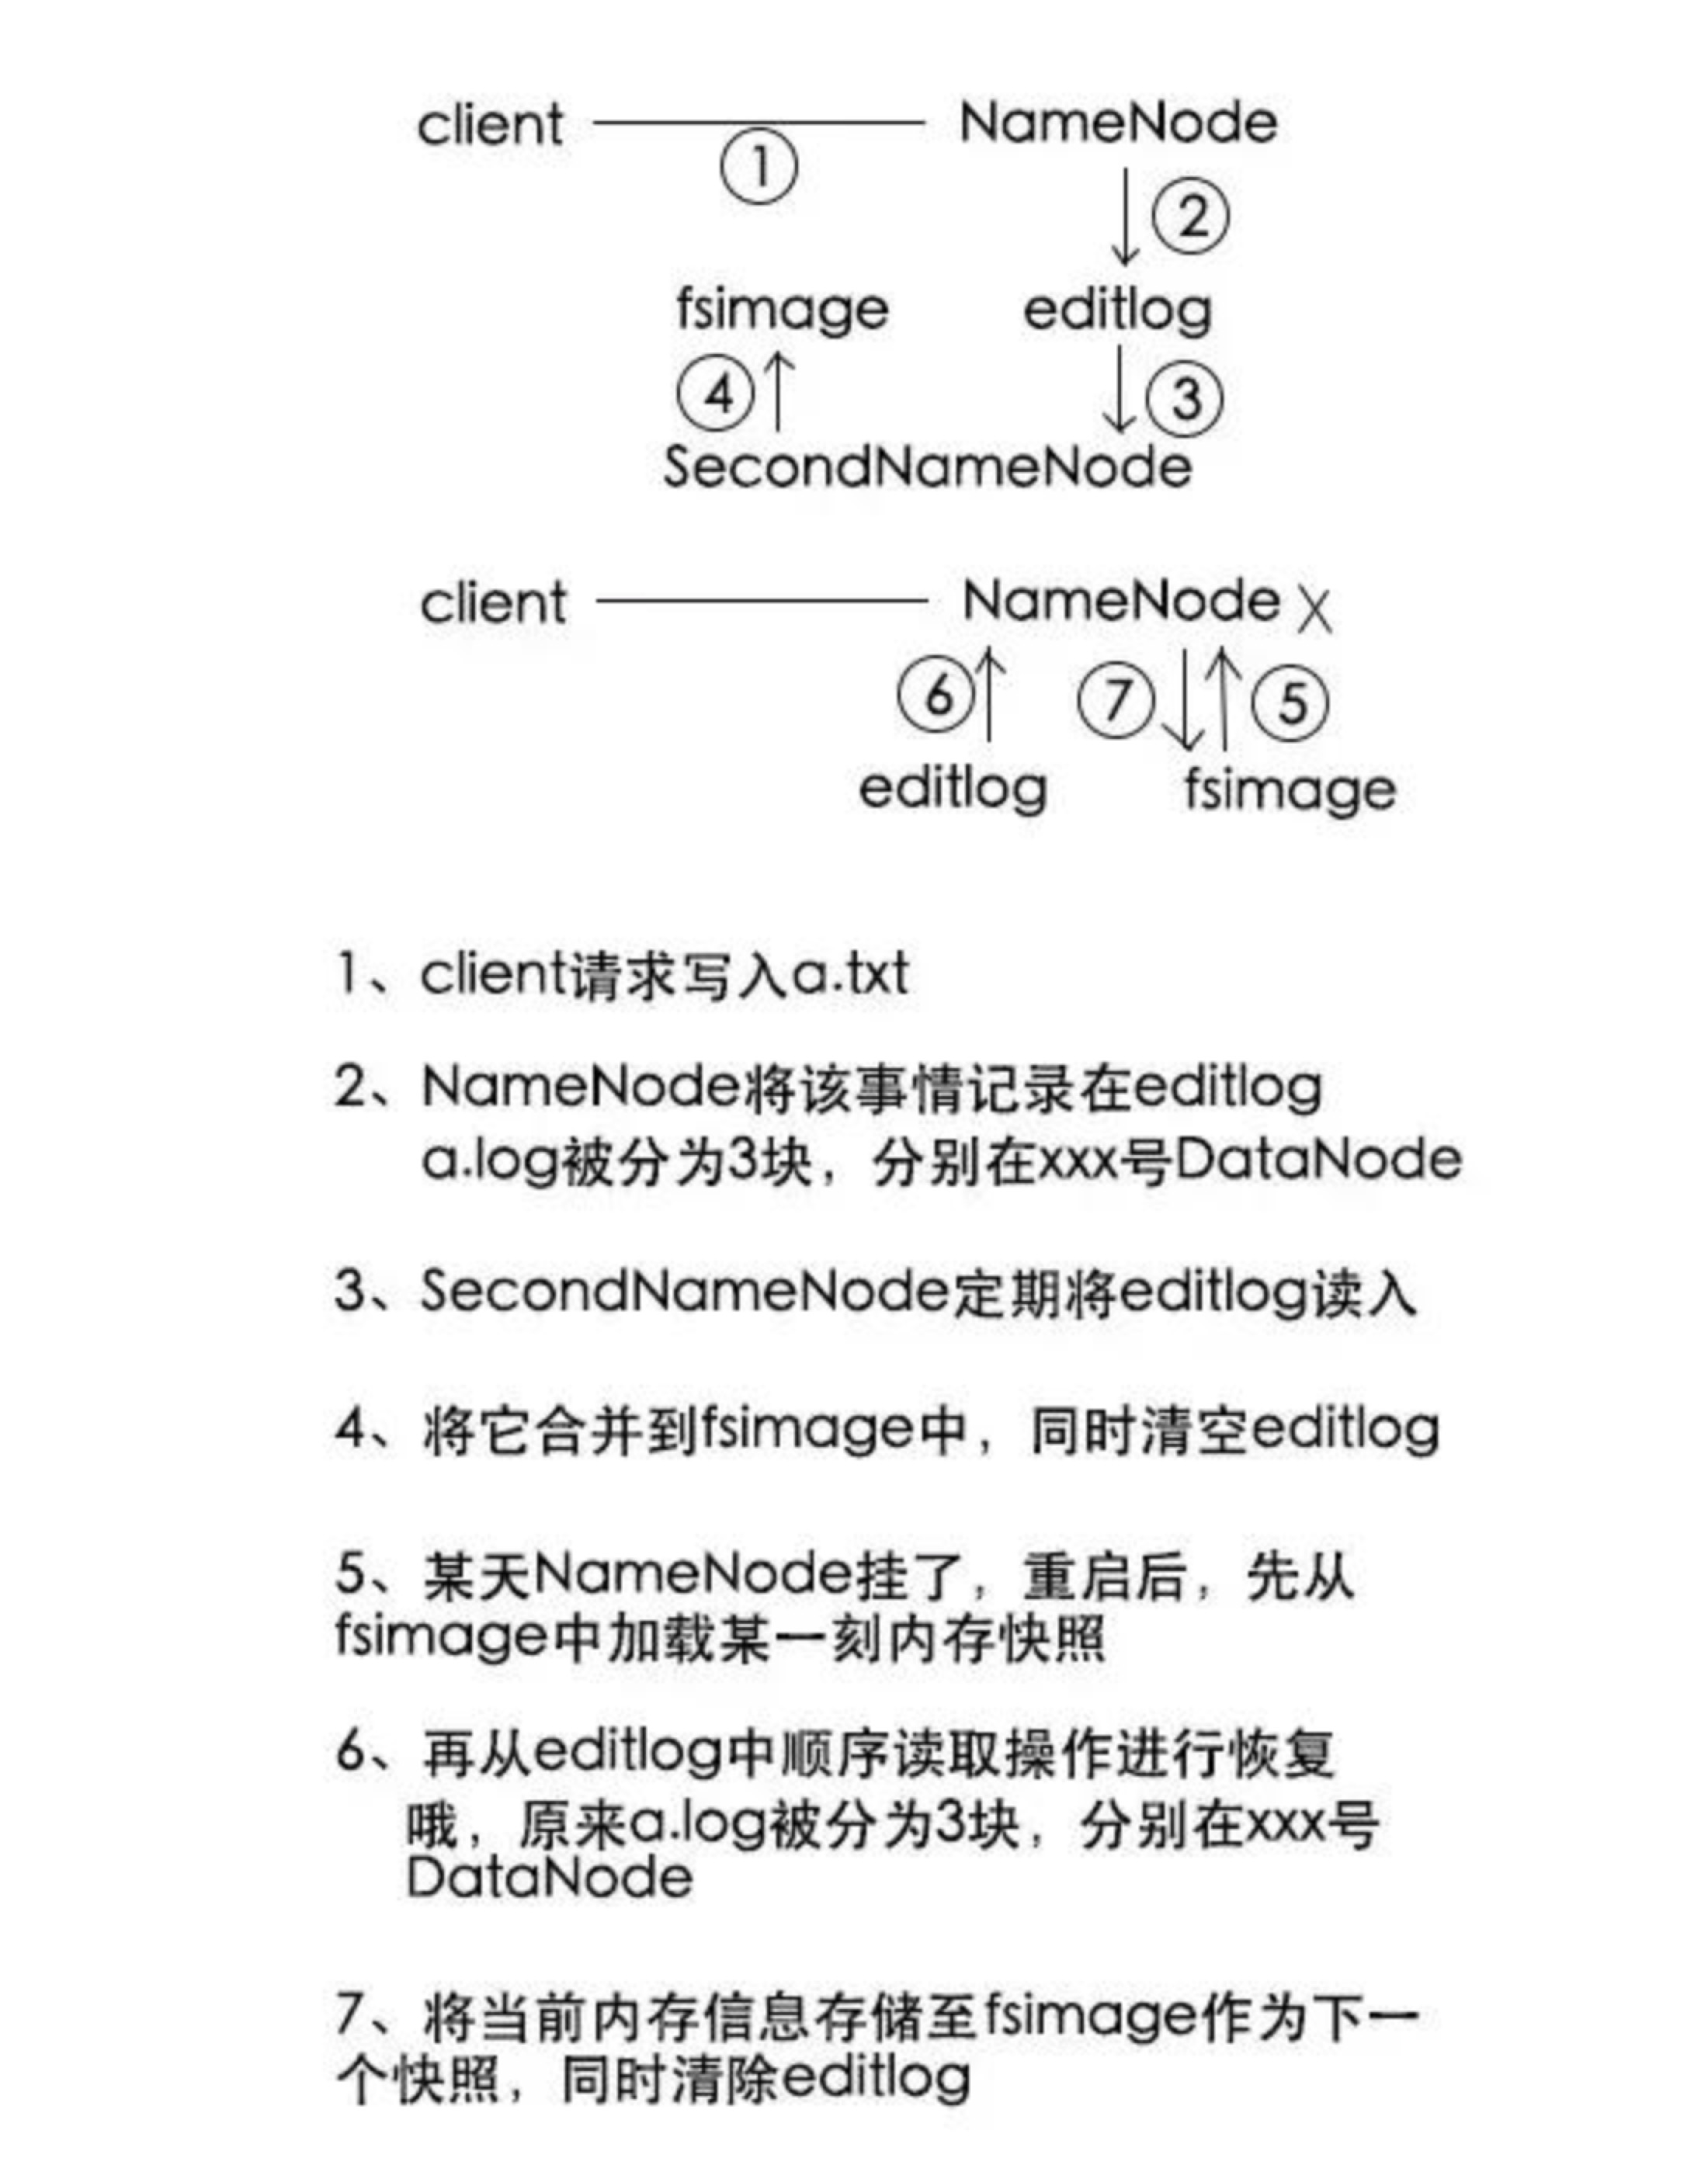 client NameNode
①
②
fsimage editlog
④ ③
SecondNameNode
client NameNode X
⑥ ⑦ ⑤
editlog fsimage
1、client请求写入a.txt
2、NameNode将该事情记录在editlog
a.log被分为3块，分别在xxx号DataNode
3、SecondNameNode定期将editlog读入
4、将它合并到fsimage中，同时清空editlog
5、某天NameNode挂了，重启后，先从
fsimage中加载某一刻内存快照
6、再从editlog中顺序读取操作进行恢复
哦，原来a.log被分为3块，分别在xxx号
DataNode
7、将当前内存信息存储至fsimage作为下一
个快照，同时清除editlog